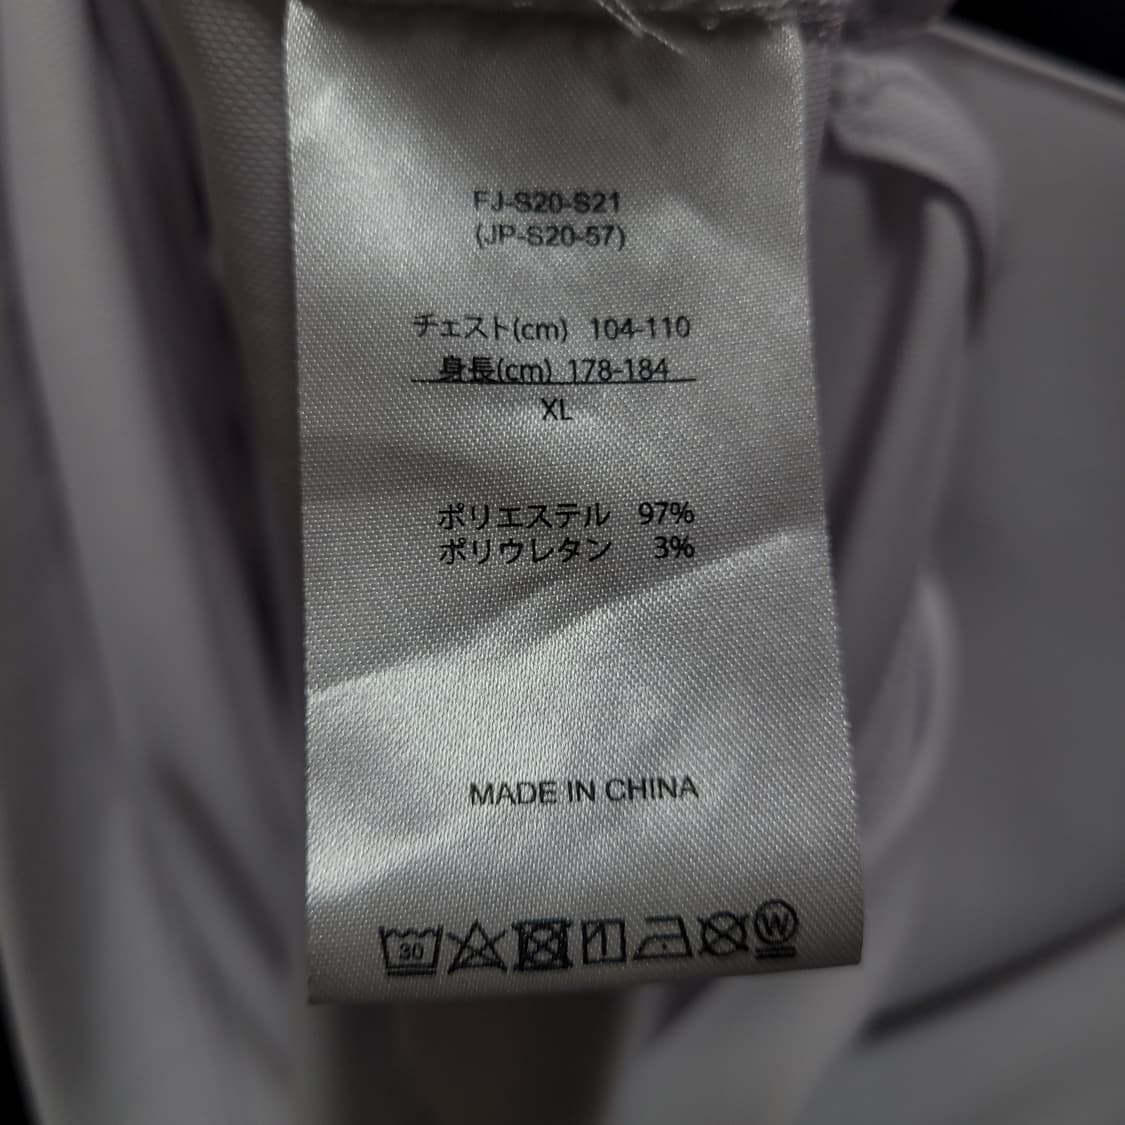 FJ-S20-S21
(JP-S20-57)
チェスト(cm) 104-110
身長(cm) 178-184
XL
ポリエステル 97%
ポリウレタン 3%
MADE IN CHINA
30
W